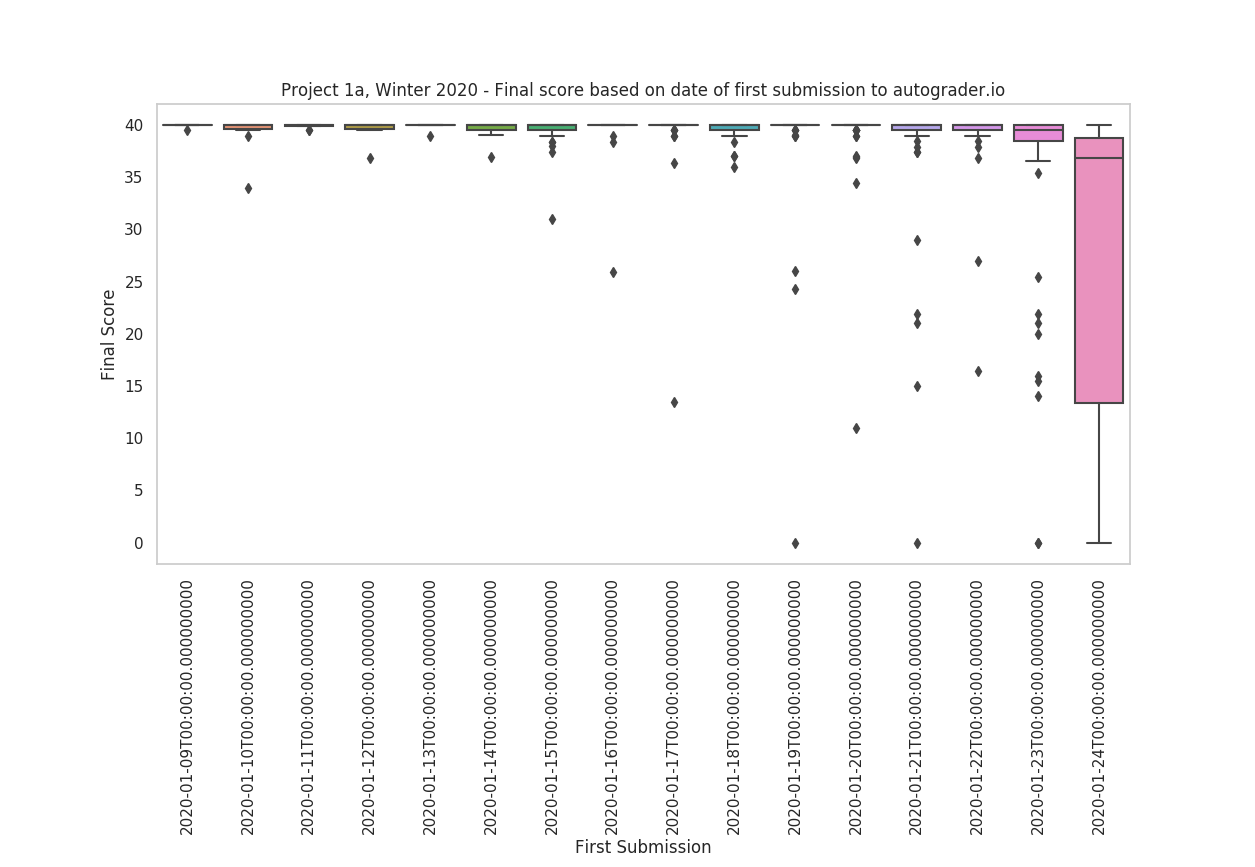 Project 1a, Winter 2020 - Final score based on date of first submission to autograder.io
Final Score
40
35
30
25
20
15
10
5
0
2020-01-09T00:00:00.000000000
2020-01-10T00:00:00.000000000
2020-01-11T00:00:00.000000000
2020-01-12T00:00:00.000000000
2020-01-13T00:00:00.000000000
2020-01-14T00:00:00.000000000
2020-01-15T00:00:00.000000000
2020-01-16T00:00:00.000000000
2020-01-17T00:00:00.000000000
2020-01-18T00:00:00.000000000
2020-01-19T00:00:00.000000000
2020-01-20T00:00:00.000000000
2020-01-21T00:00:00.000000000
2020-01-22T00:00:00.000000000
2020-01-23T00:00:00.000000000
2020-01-24T00:00:00.000000000
First Submission